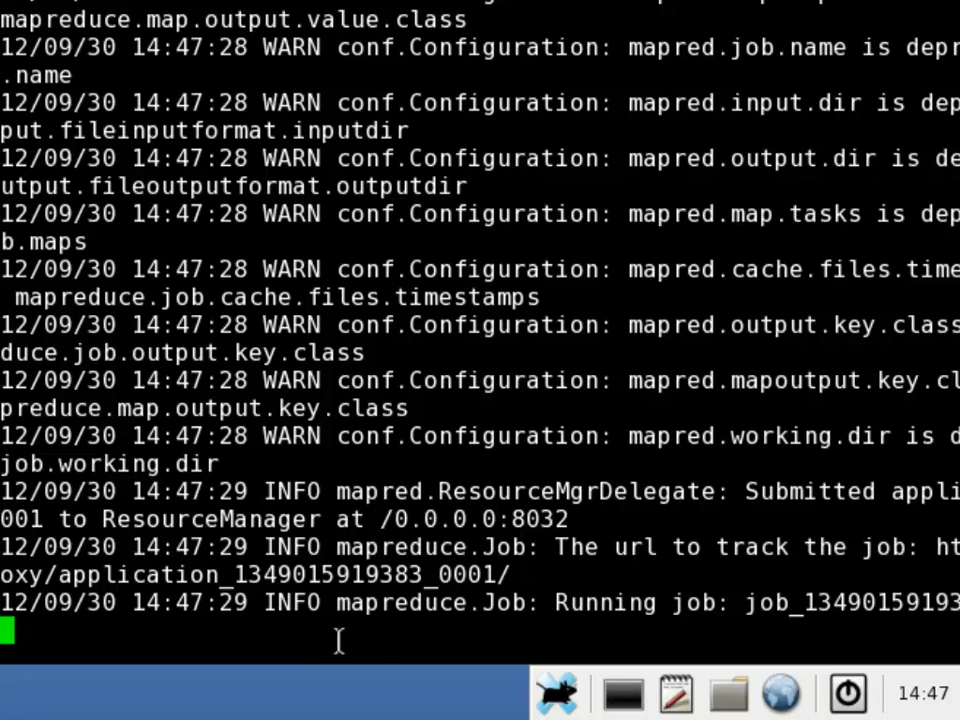 mapreduce.map.output.value.class
12/09/30 14:47:28 WARN conf.Configuration: mapred.job.name is depr
.name
12/09/30 14:47:28 WARN conf.Configuration: mapred.input.dir is dep
put.fileinputformat.inputdir
12/09/30 14:47:28 WARN conf.Configuration: mapred.output.dir is de
utput.fileoutputformat.outputdir
12/09/30 14:47:28 WARN conf.Configuration: mapred.map.tasks is dep
b.maps
12/09/30 14:47:28 WARN conf.Configuration: mapred.cache.files.time
mapreduce.job.cache.files.timestamps
12/09/30 14:47:28 WARN conf.Configuration: mapred.output.key.class
duce.job.output.key.class
12/09/30 14:47:28 WARN conf.Configuration: mapred.mapoutput.key.cl
preduce.map.output.key.class
12/09/30 14:47:28 WARN conf.Configuration: mapred.working.dir is d
job.working.dir
12/09/30 14:47:29 INFO mapred.ResourceMgrDelegate: Submitted appli
001 to ResourceManager at /0.0.0.0:8032
12/09/30 14:47:29 INFO mapreduce.Job: The url to track the job: ht
oxy/application_1349015919383_0001/
12/09/30 14:47:29 INFO mapreduce.Job: Running job: job_13490159193
14:47